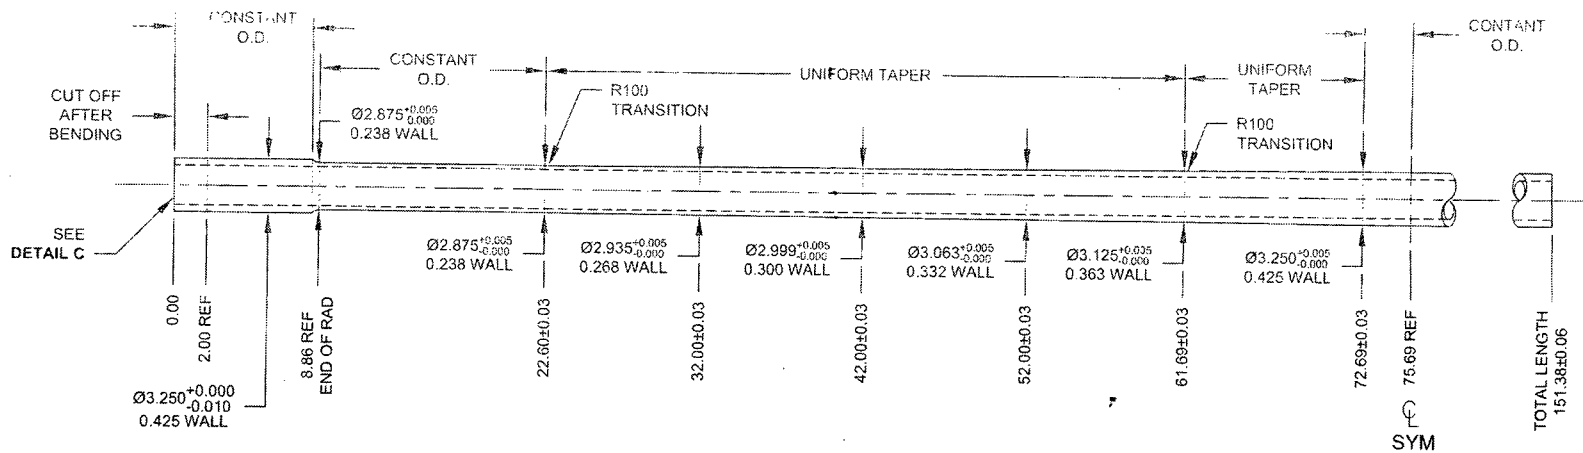 CONSTANT
O.D.
CONTANT
O.D.
CONSTANT
O.D.
UNIFORM TAPER
UNIFORM
TAPER
CUT OFF
AFTER
BENDING
Ø2.875+0.005 -0.000
0.238 WALL
R100
TRANSITION
R100
TRANSITION
SEE
DETAIL C
Ø2.875+0.005 -0.000
0.238 WALL
Ø2.935+0.005 -0.000
0.268 WALL
Ø2.999+0.005 -0.000
0.300 WALL
Ø3.063+0.005 -0.000
0.332 WALL
Ø3.125+0.005 -0.000
0.363 WALL
Ø3.250+0.005 -0.000
0.425 WALL
0.00
2.00 REF
8.86 REF
END OF RAD
22.60±0.03
32.00±0.03
42.00±0.03
52.00±0.03
61.69±0.03
72.69±0.03
75.69 REF
TOTAL LENGTH
151.38±0.06
Ø3.250+0.000 -0.010
0.425 WALL
℄
SYM